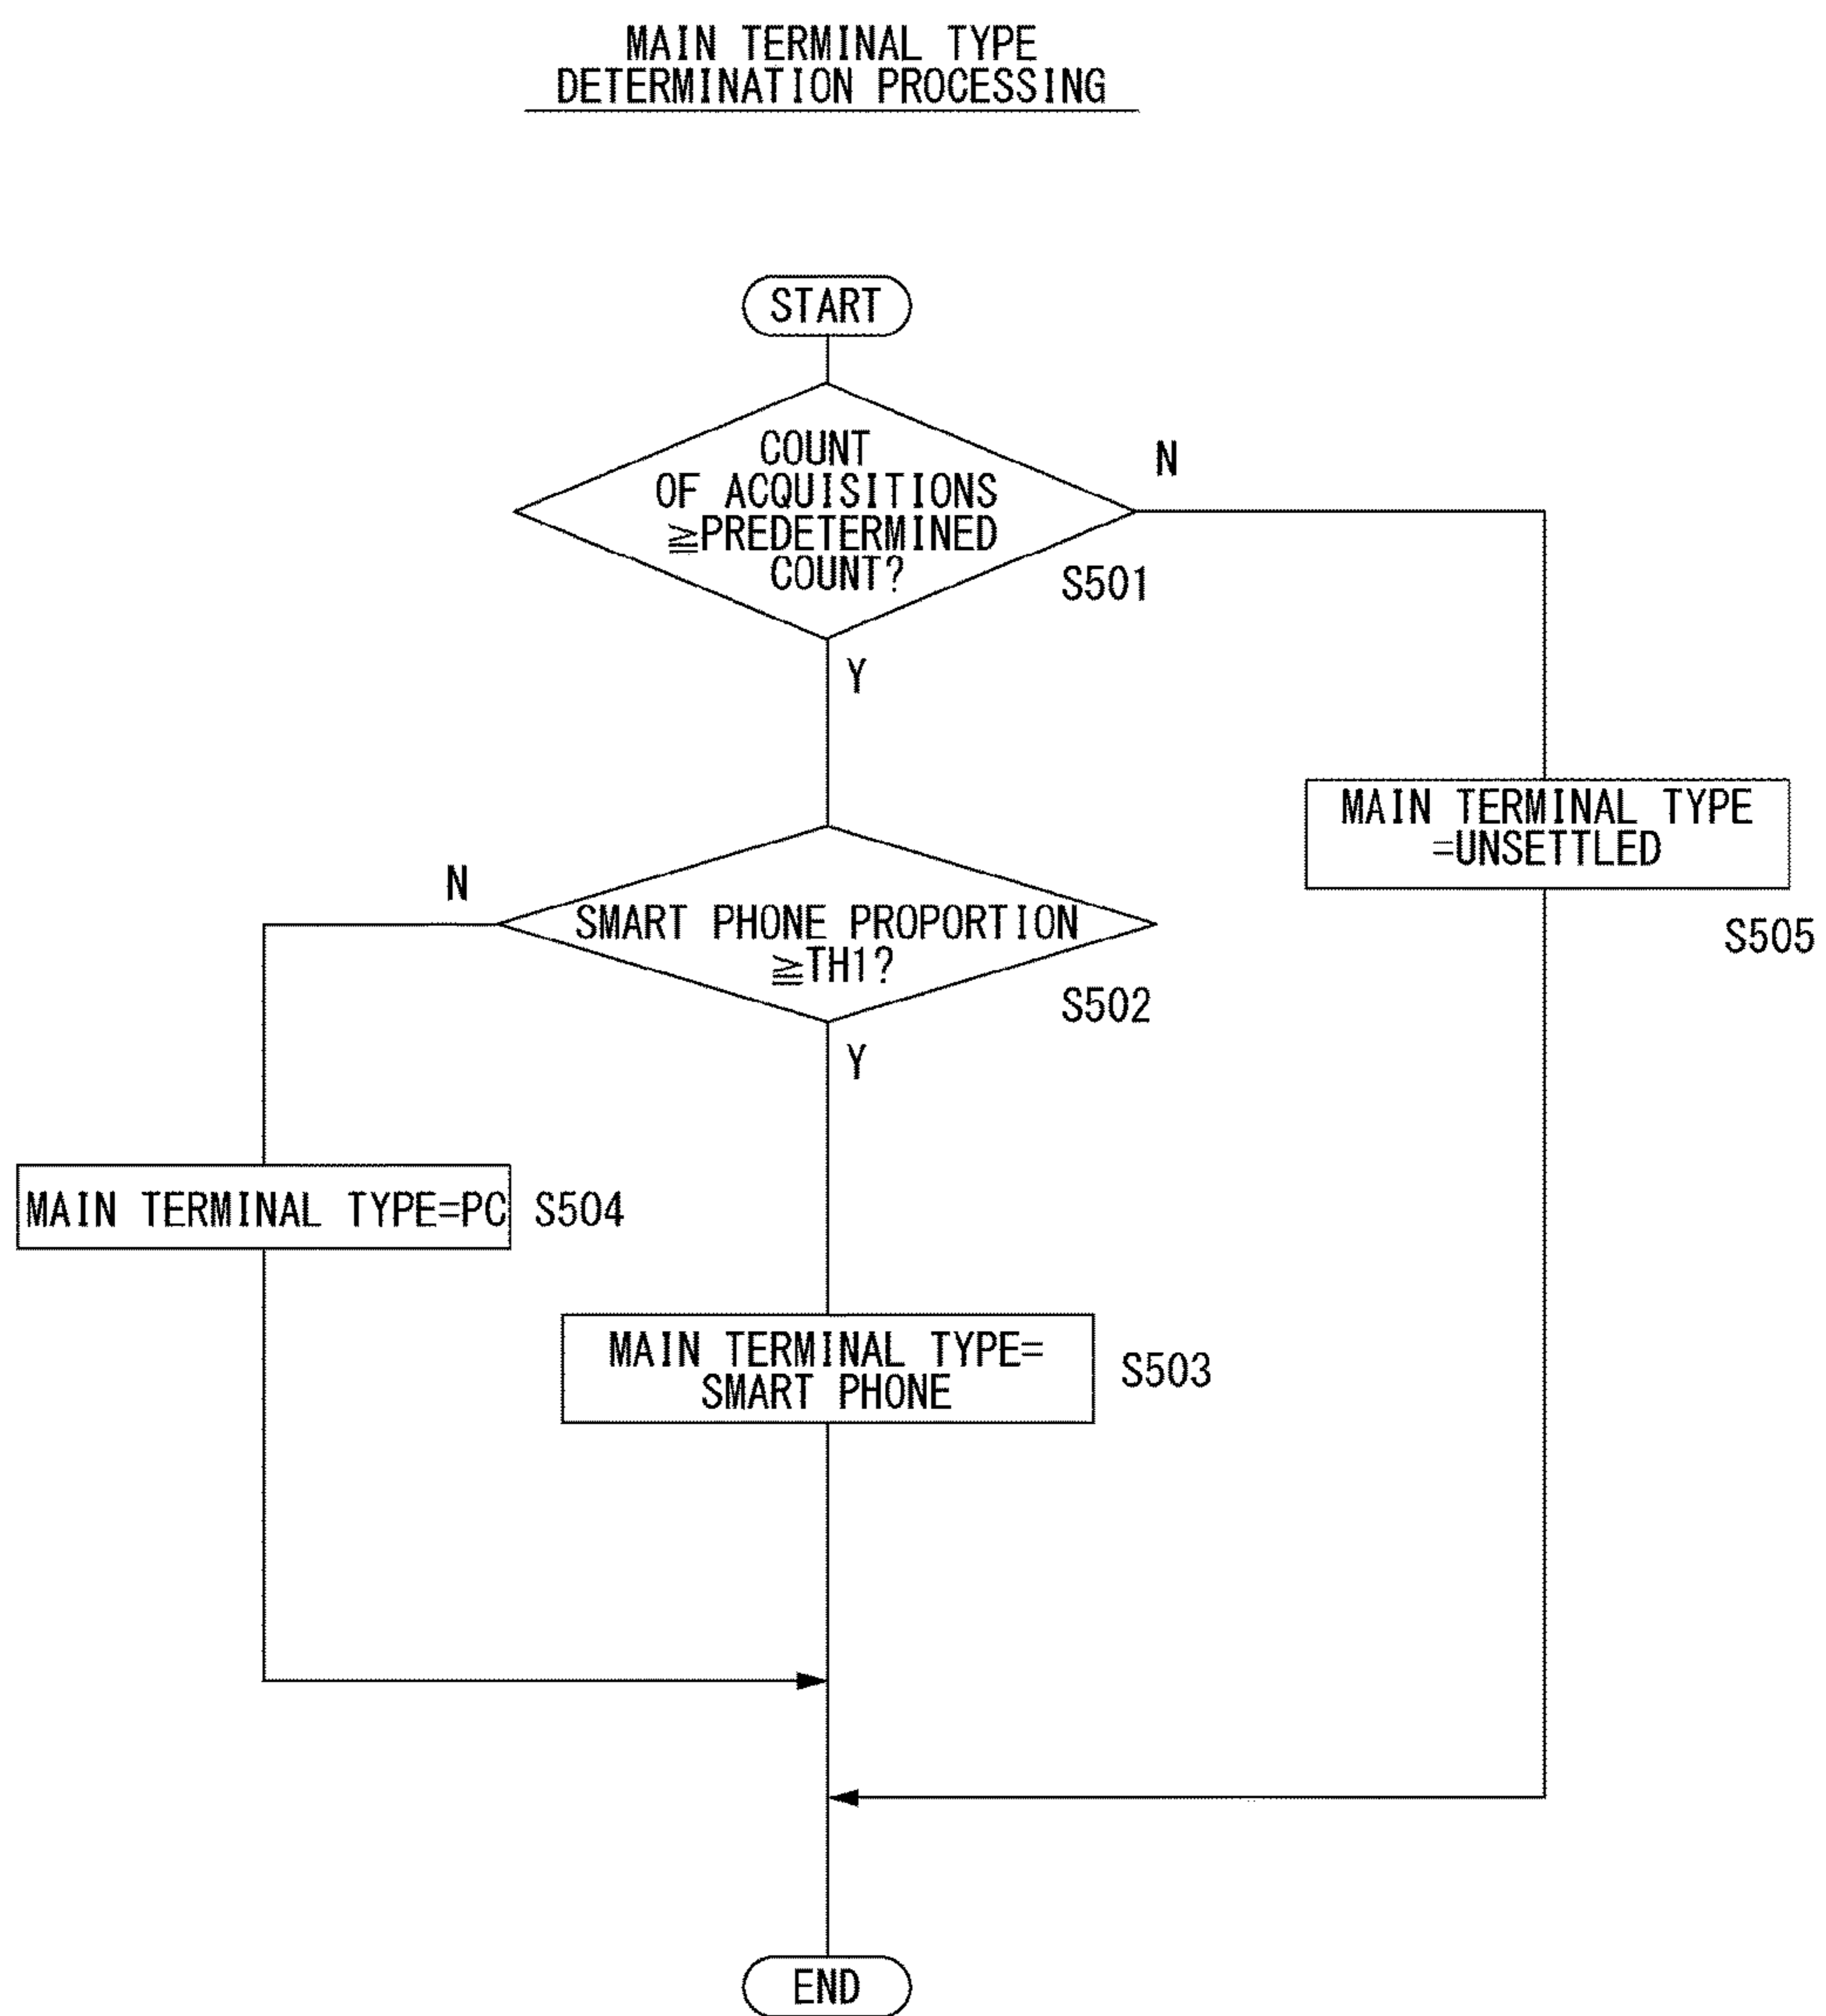 MAIN TERMINAL TYPE
DETERMINATION PROCESSING
START
COUNT
OF ACQUISITIONS
≧PREDETERMINED
COUNT?
N
S501
Y
MAIN TERMINAL TYPE
=UNSETTLED
S505
N
SMART PHONE PROPORTION
≧TH1?
S502
Y
MAIN TERMINAL TYPE=PC
S504
MAIN TERMINAL TYPE=
SMART PHONE
S503
END